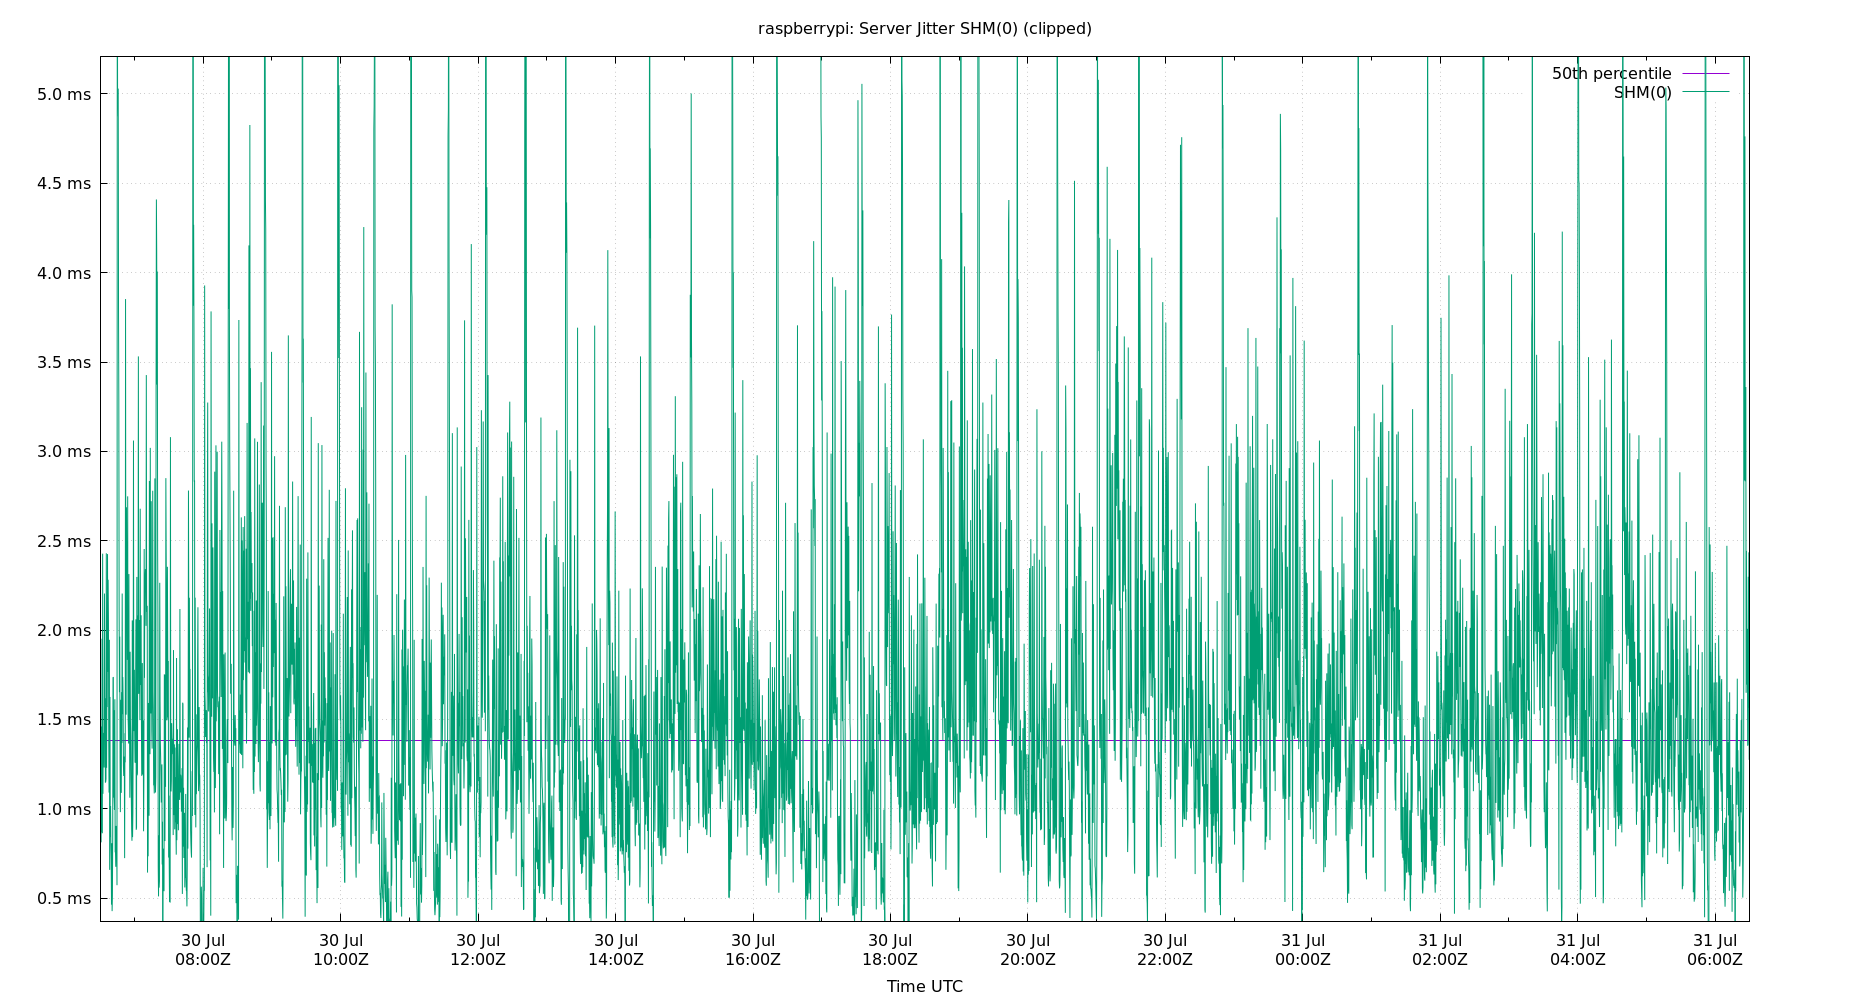 raspberrypi: Server Jitter SHM(0) (clipped)
50th percentile
SHM(0)
5.0 ms
4.5 ms
4.0 ms
3.5 ms
3.0 ms
2.5 ms
2.0 ms
1.5 ms
1.0 ms
0.5 ms
30 Jul 30 Jul 30 Jul 30 Jul 30 Jul 30 Jul 30 Jul 30 Jul 31 Jul 31 Jul 31 Jul 31 Jul
08:00Z 10:00Z 12:00Z 14:00Z 16:00Z 18:00Z 20:00Z 22:00Z 00:00Z 02:00Z 04:00Z 06:00Z
Time UTC